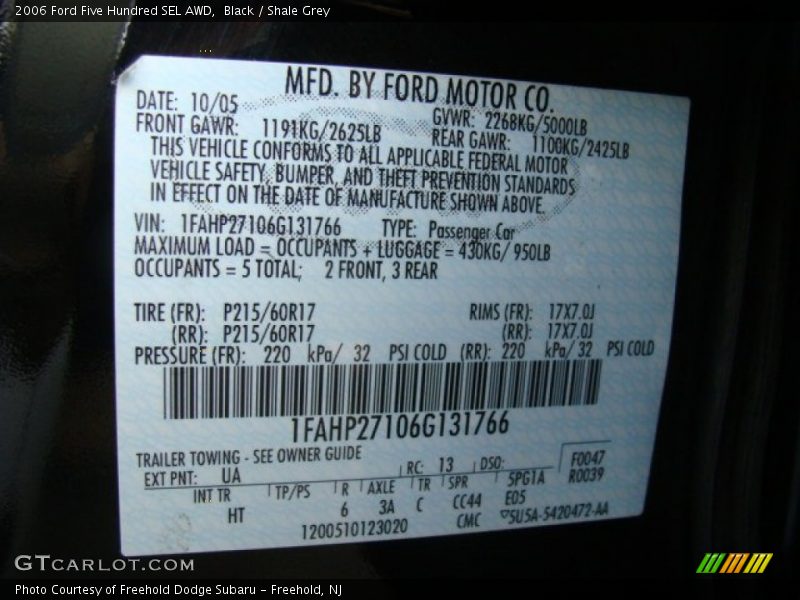 2006 Ford Five Hundred SEL AWD,  Black / Shale Grey
MFD. BY FORD MOTOR CO.
DATE: 10/05 GVWR: 2268KG/5000LB
FRONT GAWR: 1191KG/2625LB REAR GAWR: 1100KG/2425LB
THIS VEHICLE CONFORMS TO ALL APPLICABLE FEDERAL MOTOR
VEHICLE SAFETY, BUMPER, AND THEFT PREVENTION STANDARDS
IN EFFECT ON THE DATE OF MANUFACTURE SHOWN ABOVE.
VIN: 1FAHP27106G131766 TYPE: Passenger Car
MAXIMUM LOAD = OCCUPANTS + LUGGAGE = 430KG/ 950LB
OCCUPANTS = 5 TOTAL; 2 FRONT, 3 REAR
TIRE (FR): P215/60R17 RIMS (FR): 17X7.0J
(RR): P215/60R17 (RR): 17X7.0J
PRESSURE (FR): 220 kPa/ 32 PSI COLD (RR): 220 kPa/ 32 PSI COLD
1FAHP27106G131766
TRAILER TOWING - SEE OWNER GUIDE
EXT PNT: UA RC: 13 DSO: F0047
R0039
INT TR TP/PS R AXLE TR SPR 5PG1A
HT 6 3A C CC44 E05
1200510123020 CMC ▽5U5A-5420472-AA
GTCARLOT.COM
Photo Courtesy of Freehold Dodge Subaru - Freehold, NJ